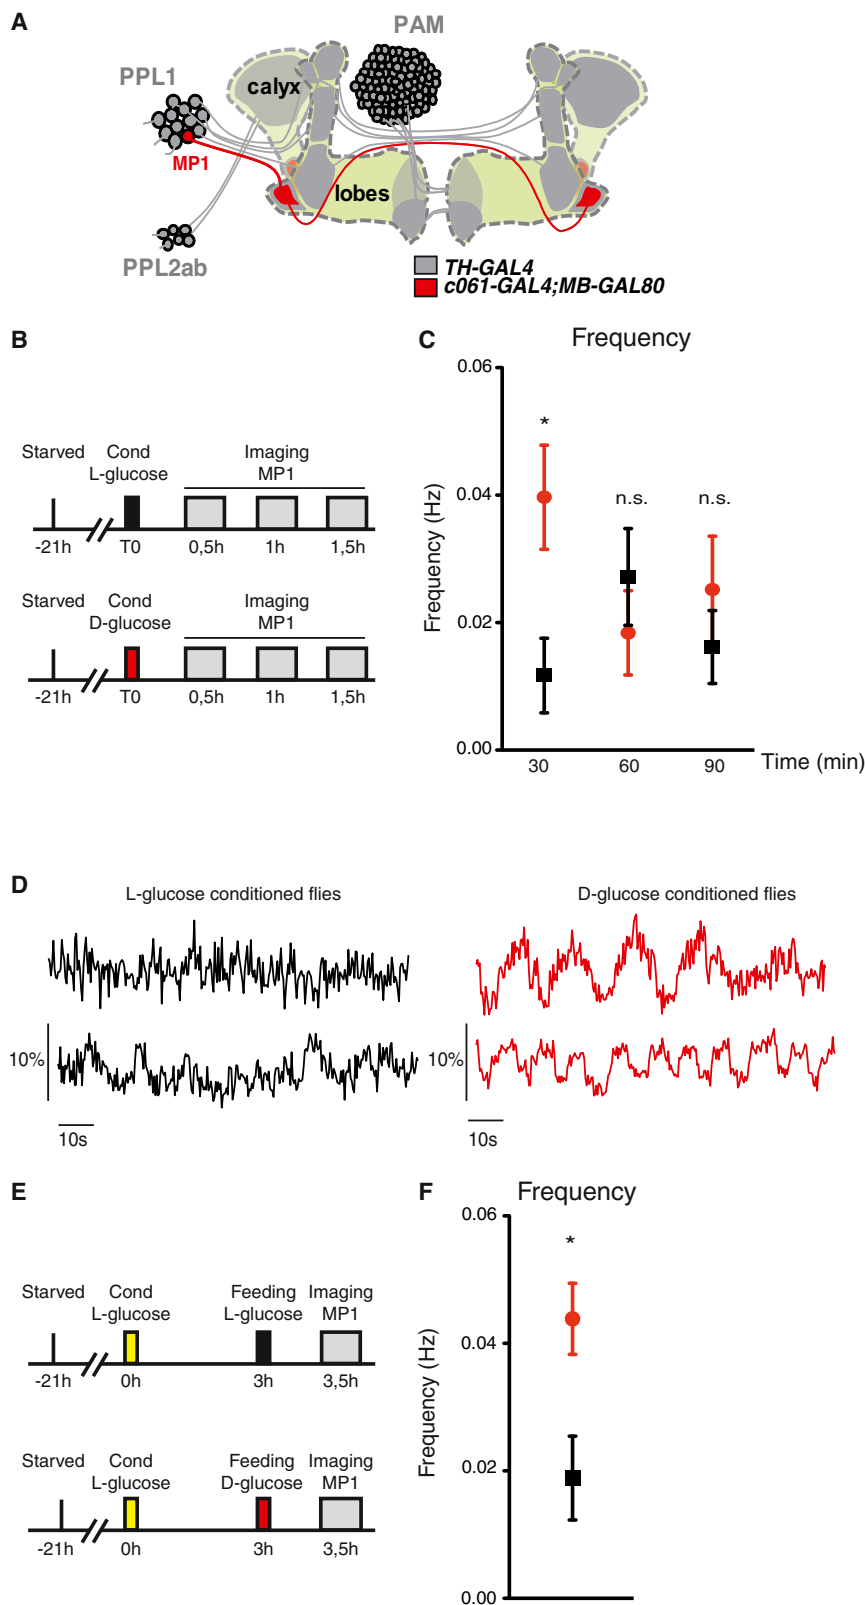 A
PAM
PPL1
calyx
MP1
lobes
PPL2ab
TH-GAL4
c061-GAL4;MB-GAL80
B
Starved
Cond
L-glucose
Imaging
MP1
-21h
T0
0,5h
1h
1,5h
Starved
Cond
D-glucose
Imaging
MP1
-21h
T0
0,5h
1h
1,5h
C
Frequency
0.06
*
0.04
n.s.
n.s.
Frequency (Hz)
0.02
0.00
30
60
90
Time (min)
D
L-glucose conditioned flies
D-glucose conditioned flies
10%
10%
10s
10s
E
Starved
Cond
L-glucose
Feeding
L-glucose
Imaging
MP1
-21h
0h
3h
3,5h
Starved
Cond
L-glucose
Feeding
D-glucose
Imaging
MP1
-21h
0h
3h
3,5h
F
Frequency
0.06
*
0.04
Frequency (Hz)
0.02
0.00